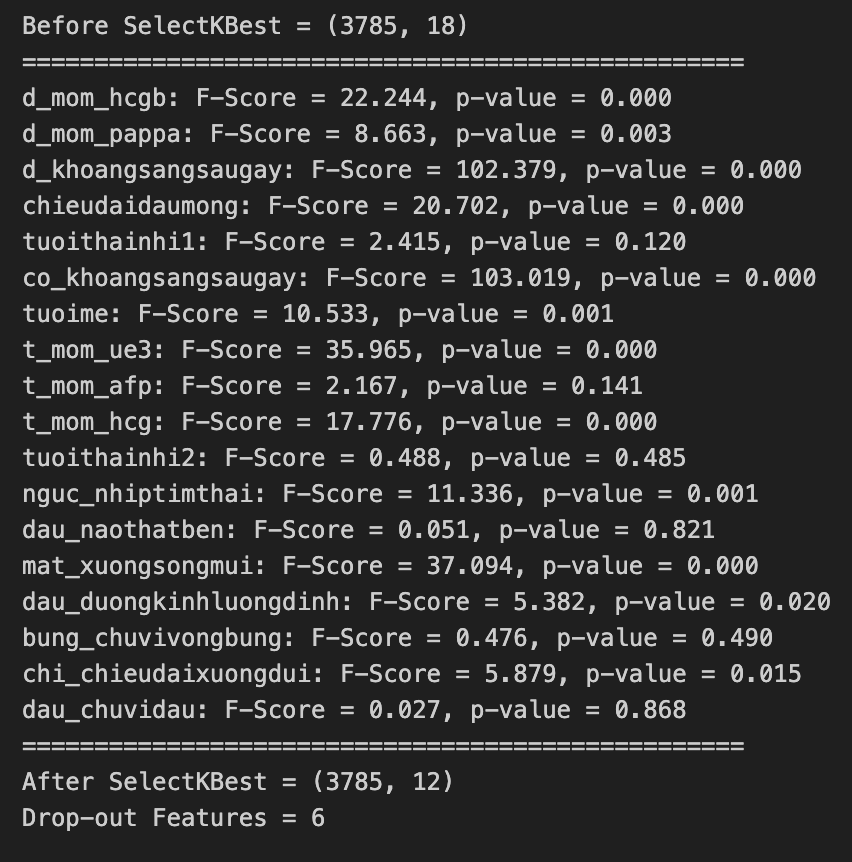 Before SelectKBest = (3785, 18)
==================================================
d_mom_hcgb: F-Score = 22.244, p-value = 0.000
d_mom_pappa: F-Score = 8.663, p-value = 0.003
d_khoangsangsaugay: F-Score = 102.379, p-value = 0.000
chieudaidaumong: F-Score = 20.702, p-value = 0.000
tuoithainhi1: F-Score = 2.415, p-value = 0.120
co_khoangsangsaugay: F-Score = 103.019, p-value = 0.000
tuoime: F-Score = 10.533, p-value = 0.001
t_mom_ue3: F-Score = 35.965, p-value = 0.000
t_mom_afp: F-Score = 2.167, p-value = 0.141
t_mom_hcg: F-Score = 17.776, p-value = 0.000
tuoithainhi2: F-Score = 0.488, p-value = 0.485
nguc_nhiptimthai: F-Score = 11.336, p-value = 0.001
dau_naothatben: F-Score = 0.051, p-value = 0.821
mat_xuongsongmui: F-Score = 37.094, p-value = 0.000
dau_duongkinhluongdinh: F-Score = 5.382, p-value = 0.020
bung_chuvivongbung: F-Score = 0.476, p-value = 0.490
chi_chieudaixuongdui: F-Score = 5.879, p-value = 0.015
dau_chuvidau: F-Score = 0.027, p-value = 0.868
==================================================
After SelectKBest = (3785, 12)
Drop-out Features = 6